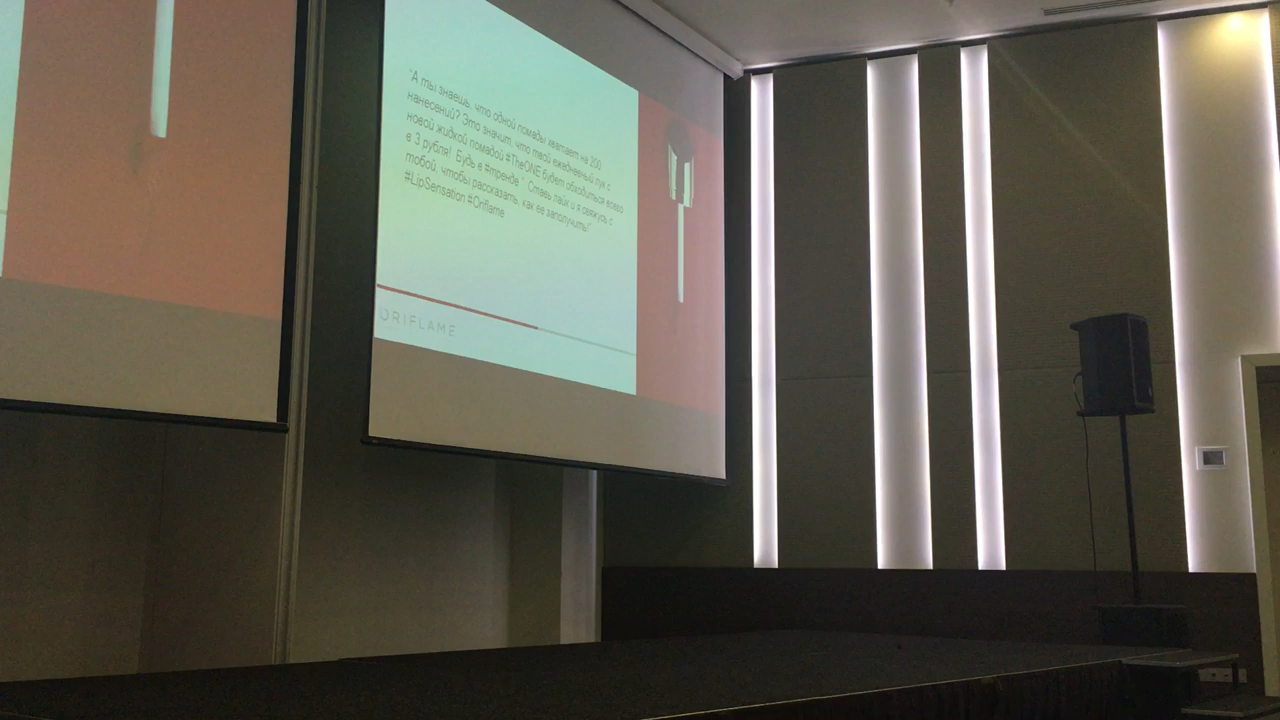 "А ты знаешь, что одной помады хватает на 200
нанесений? Это значит, что твой ежедневный лук с
новой жидкой помадой #TheONE будет обходиться всего
в 3 рубля! Будь в #тренде " Ставь лайк и я свяжусь с
тобой, чтобы рассказать, как ее заполучить!"
#LipSensation #Oriflame
ORIFLAME